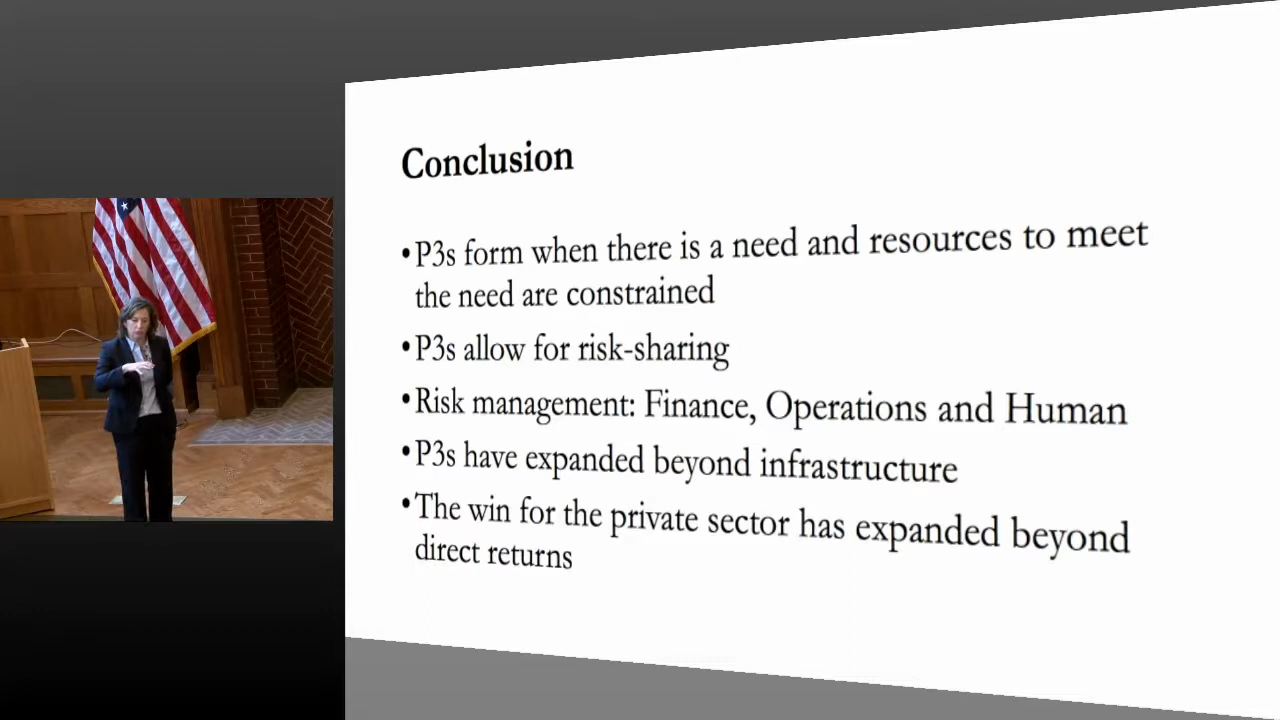 Conclusion
•P3s form when there is a need and resources to meet
the need are constrained
•P3s allow for risk-sharing
•Risk management: Finance, Operations and Human
•P3s have expanded beyond infrastructure
•The win for the private sector has expanded beyond
direct returns